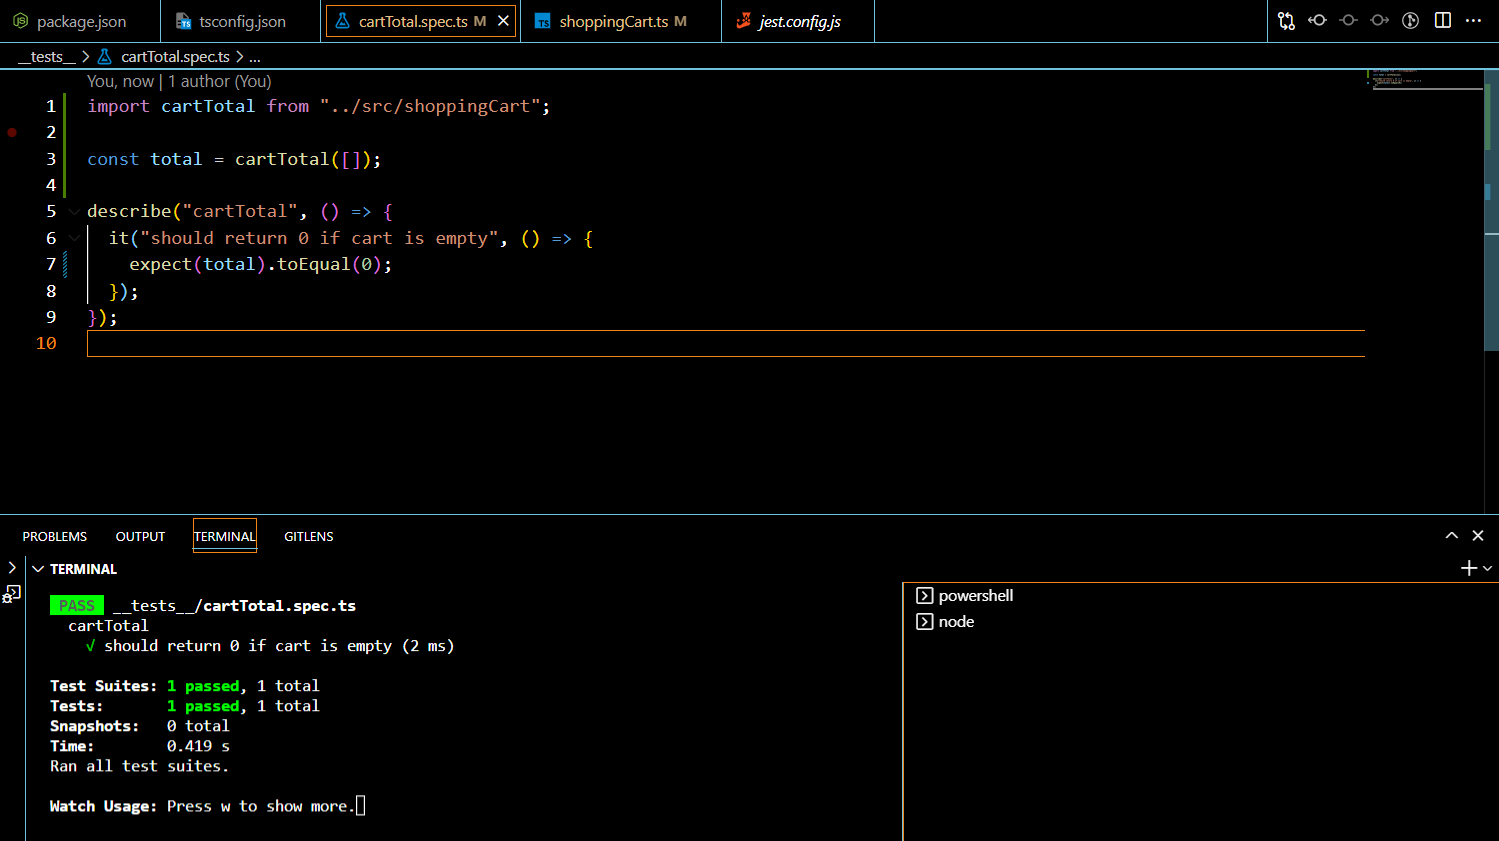 package.json
tsconfig.json
cartTotal.spec.ts M
TS shoppingCart.ts M
jest.config.js
__tests__ > cartTotal.spec.ts > ...
You, now | 1 author (You)
1 import cartTotal from "../src/shoppingCart";
2
3 const total = cartTotal([]);
4
5 describe("cartTotal", () => {
6 it("should return 0 if cart is empty", () => {
7 expect(total).toEqual(0);
8 });
9 });
10
PROBLEMS OUTPUT TERMINAL GITLENS
TERMINAL
PASS __tests__/cartTotal.spec.ts
cartTotal
√ should return 0 if cart is empty (2 ms)
Test Suites: 1 passed, 1 total
Tests: 1 passed, 1 total
Snapshots: 0 total
Time: 0.419 s
Ran all test suites.
Watch Usage: Press w to show more.
powershell
node